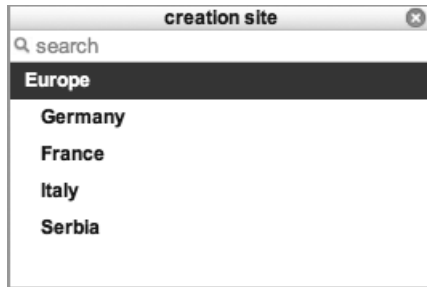 creation site
search
Europe
Germany
France
Italy
Serbia